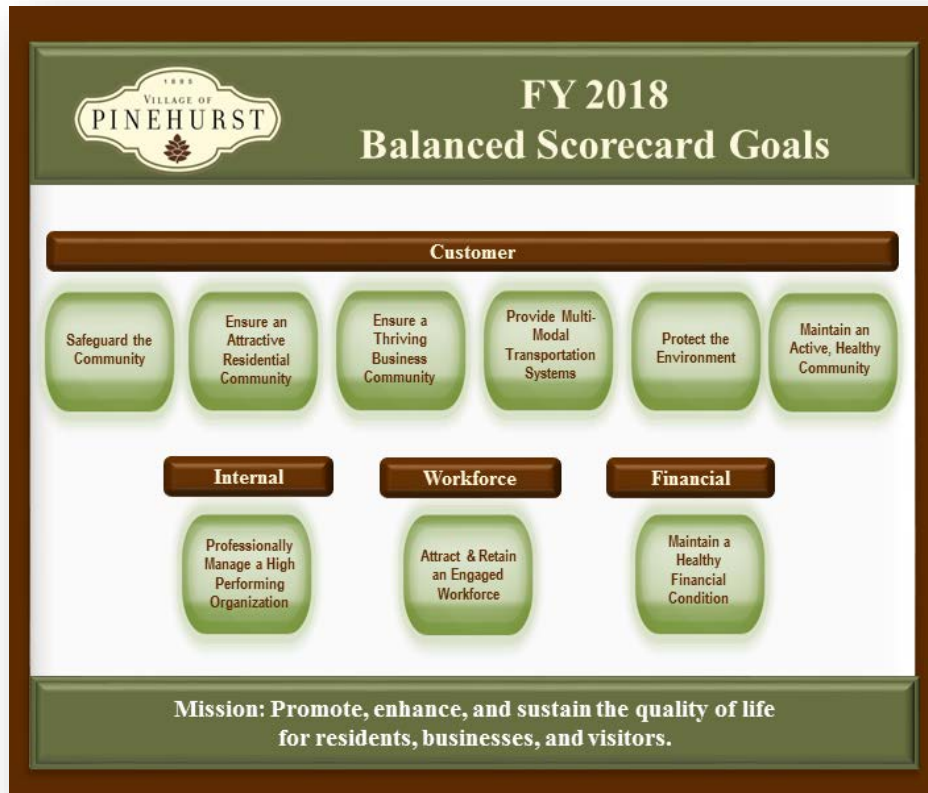 1895
VILLAGE OF
PINEHURST
FY 2018
Balanced Scorecard Goals
Customer
Safeguard the
Community
Ensure an
Attractive
Residential
Community
Ensure a
Thriving
Business
Community
Provide Multi-
Modal
Transportation
Systems
Protect the
Environment
Maintain an
Active, Healthy
Community
Internal
Workforce
Financial
Professionally
Manage a High
Performing
Organization
Attract & Retain
an Engaged
Workforce
Maintain a
Healthy
Financial
Condition
Mission: Promote, enhance, and sustain the quality of life
for residents, businesses, and visitors.